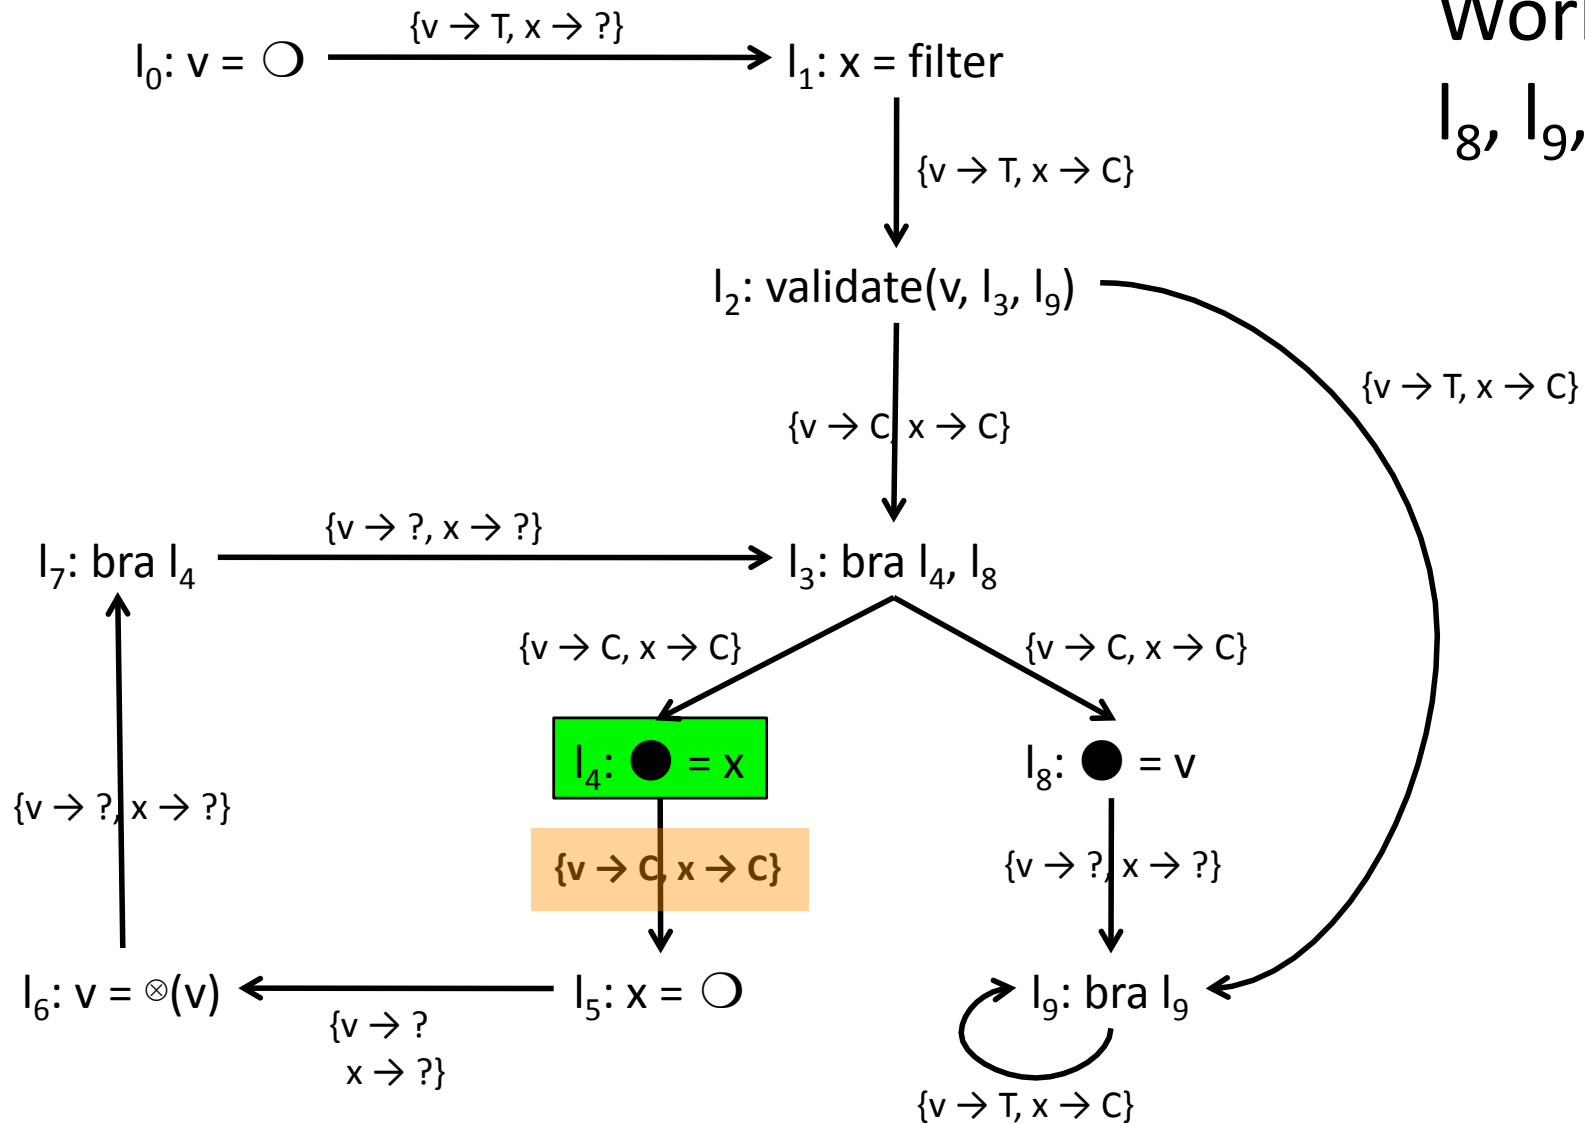 {v → T, x → ?}
l₀: v = ❍
l₁: x = filter
l₈, l₉,
{v → T, x → C}
l₂: validate(v, l₃, l₉)
{v → T, x → C}
{v → C, x → C}
{v → ?, x → ?}
l₇: bra l₄
l₃: bra l₄, l₈
{v → C, x → C}
{v → C, x → C}
l₄: ● = x
l₈: ● = v
{v → ?, x → ?}
{v → C, x → C}
{v → ?, x → ?}
l₆: v = ⊗(v)
l₅: x = ❍
l₉: bra l₉
{v → ?
x → ?}
{v → T, x → C}